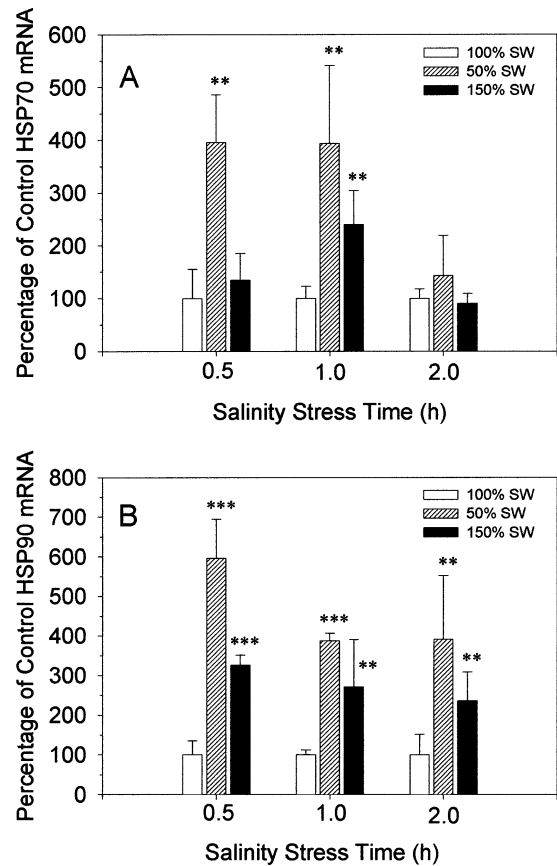 Percentage of Control HSP70 mRNA
600
500
400
300
200
100
0
A
**
**
**
100% SW
50% SW
150% SW
0.5
1.0
2.0
Salinity Stress Time (h)
Percentage of Control HSP90 mRNA
800
700
600
500
400
300
200
100
0
B
***
***
***
**
**
**
100% SW
50% SW
150% SW
0.5
1.0
2.0
Salinity Stress Time (h)